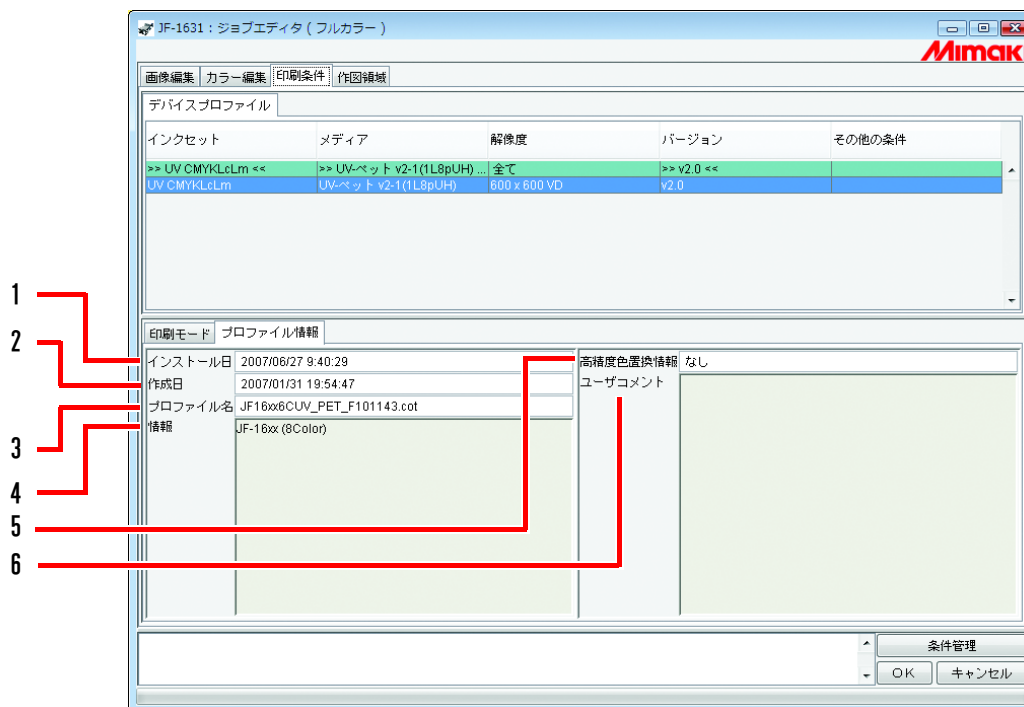 JF-1631：ジョブエディタ ( フルカラー )
Mimaki
画像編集 カラー編集 印刷条件 作図領域
デバイスプロファイル
インクセット メディア 解像度 バージョン その他の条件
>> UV CMYKLcLm << >> UV-ペット v2-1(1L8pUH) ... 全て >> v2.0 <<
UV CMYKLcLm UV-ペット v2-1(1L8pUH) 600 x 600 VD v2.0
印刷モード プロファイル情報
1
インストール日 2007/06/27 9:40:29
高精度色置換情報 なし
2
作成日 2007/01/31 19:54:47
ユーザコメント
3
プロファイル名 JF16xx6CUV_PET_F101143.cot
4
情報 JF-16xx (8Color)
5
6
条件管理
OK キャンセル